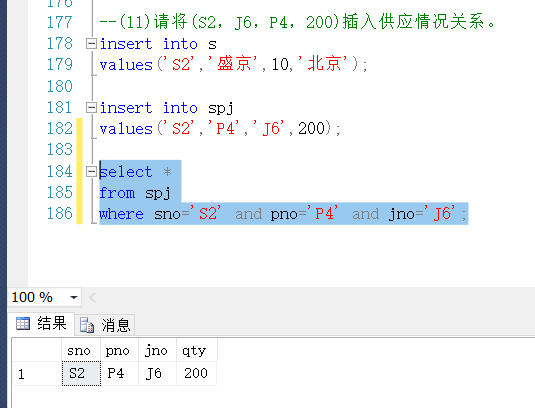 177 --(11)请将(S2，J6，P4，200)插入供应情况关系。
178 insert into s
179 values('S2','盛京',10,'北京');
180
181 insert into spj
182 values('S2','P4','J6',200);
183
184 select *
185 from spj
186 where sno='S2' and pno='P4' and jno='J6';
100 %
结果 消息
sno pno jno qty
1 S2 P4 J6 200